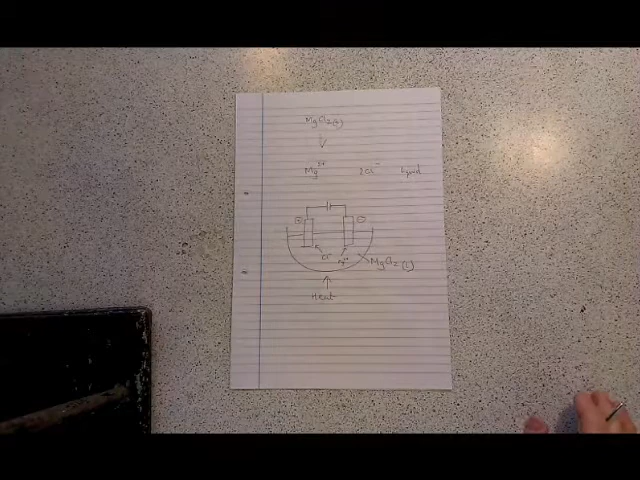 MgCl2(s)
Mg2+ 2Cl- Liquid
+ -
Cl- Mg2+ MgCl2 (L)
Heat